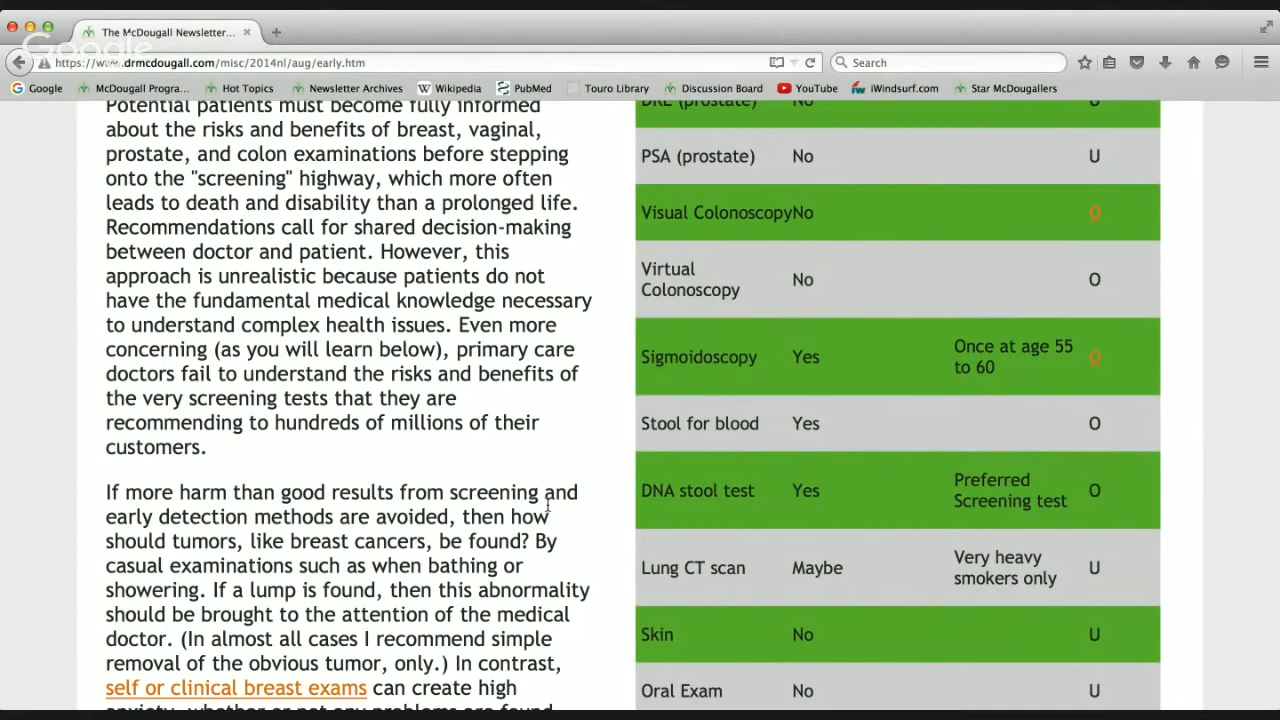 The McDougall Newsletter...
Google
https://www.drmcdougall.com/misc/2014nl/aug/early.htm
Search
Google
McDougall Progra...
Hot Topics
Newsletter Archives
Wikipedia
PubMed
Touro Library
Discussion Board
YouTube
iWindsurf.com
Star McDougallers
Potential patients must become fully informed
about the risks and benefits of breast, vaginal,
prostate, and colon examinations before stepping
onto the "screening" highway, which more often
leads to death and disability than a prolonged life.
Recommendations call for shared decision-making
between doctor and patient. However, this
approach is unrealistic because patients do not
have the fundamental medical knowledge necessary
to understand complex health issues. Even more
concerning (as you will learn below), primary care
doctors fail to understand the risks and benefits of
the very screening tests that they are
recommending to hundreds of millions of their
customers.
If more harm than good results from screening and
early detection methods are avoided, then how
should tumors, like breast cancers, be found? By
casual examinations such as when bathing or
showering. If a lump is found, then this abnormality
should be brought to the attention of the medical
doctor. (In almost all cases I recommend simple
removal of the obvious tumor, only.) In contrast,
self or clinical breast exams can create high
anxiety, whether or not any problems are found.
DRE (prostate) No U
PSA (prostate) No U
Visual Colonoscopy No O
Virtual
Colonoscopy No O
Sigmoidoscopy Yes Once at age 55
to 60 O
Stool for blood Yes O
DNA stool test Yes Preferred
Screening test O
Lung CT scan Maybe Very heavy
smokers only U
Skin No U
Oral Exam No U